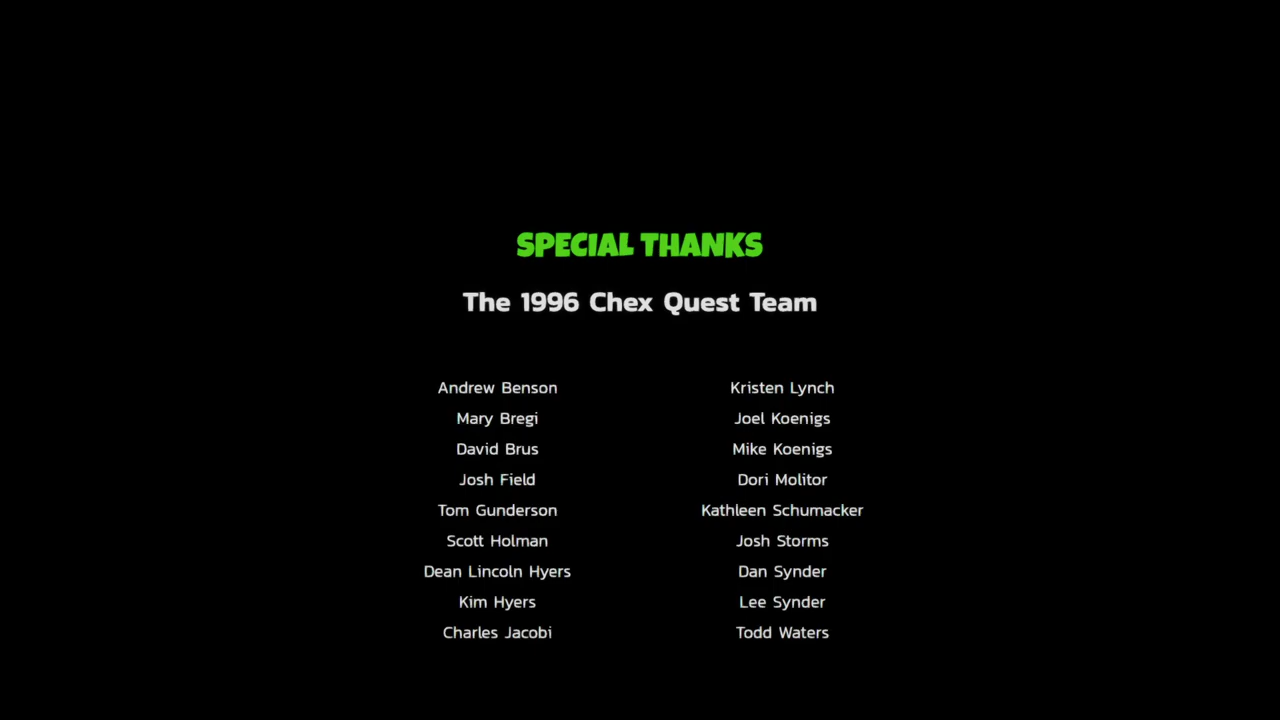 SPECIAL THANKS
The 1996 Chex Quest Team
Andrew Benson
Mary Bregi
David Brus
Josh Field
Tom Gunderson
Scott Holman
Dean Lincoln Hyers
Kim Hyers
Charles Jacobi
Kristen Lynch
Joel Koenigs
Mike Koenigs
Dori Molitor
Kathleen Schumacker
Josh Storms
Dan Synder
Lee Synder
Todd Waters